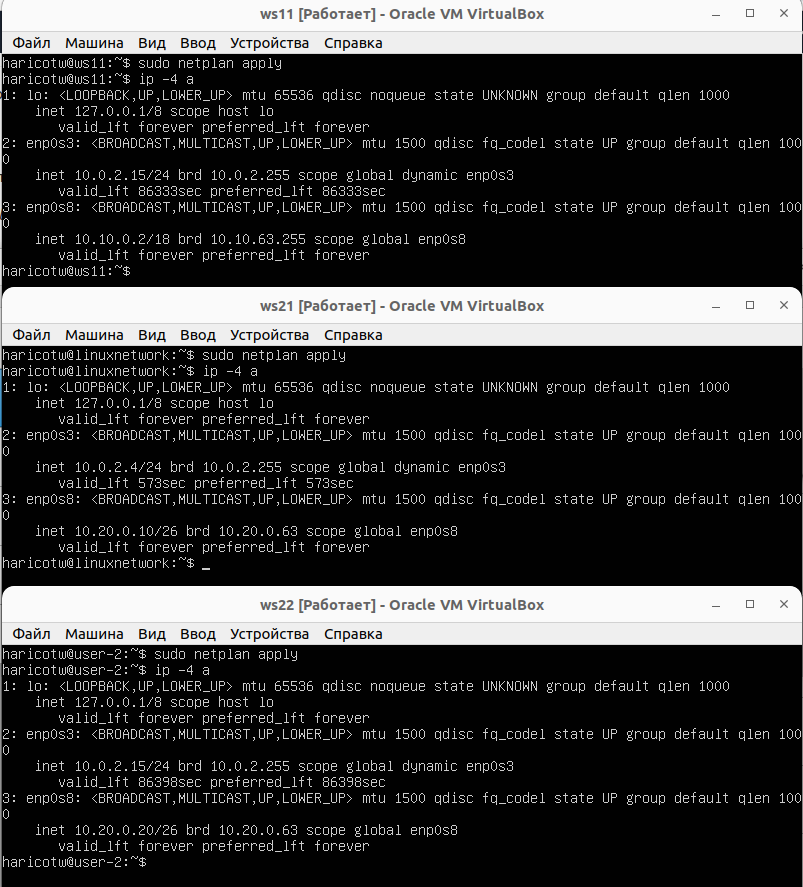 ws11 [Работает] - Oracle VM VirtualBox
Файл Машина Вид Ввод Устройства Справка
haricotw@ws11:~$ sudo netplan apply
haricotw@ws11:~$ ip -4 a
1: lo: <LOOPBACK,UP,LOWER_UP> mtu 65536 qdisc noqueue state UNKNOWN group default qlen 1000
    inet 127.0.0.1/8 scope host lo
       valid_lft forever preferred_lft forever
2: enp0s3: <BROADCAST,MULTICAST,UP,LOWER_UP> mtu 1500 qdisc fq_codel state UP group default qlen 100
0
    inet 10.0.2.15/24 brd 10.0.2.255 scope global dynamic enp0s3
       valid_lft 86333sec preferred_lft 86333sec
3: enp0s8: <BROADCAST,MULTICAST,UP,LOWER_UP> mtu 1500 qdisc fq_codel state UP group default qlen 100
0
    inet 10.10.0.2/18 brd 10.10.63.255 scope global enp0s8
       valid_lft forever preferred_lft forever
haricotw@ws11:~$
ws21 [Работает] - Oracle VM VirtualBox
Файл Машина Вид Ввод Устройства Справка
haricotw@linuxnetwork:~$ sudo netplan apply
haricotw@linuxnetwork:~$ ip -4 a
1: lo: <LOOPBACK,UP,LOWER_UP> mtu 65536 qdisc noqueue state UNKNOWN group default qlen 1000
    inet 127.0.0.1/8 scope host lo
       valid_lft forever preferred_lft forever
2: enp0s3: <BROADCAST,MULTICAST,UP,LOWER_UP> mtu 1500 qdisc fq_codel state UP group default qlen 100
0
    inet 10.0.2.4/24 brd 10.0.2.255 scope global dynamic enp0s3
       valid_lft 573sec preferred_lft 573sec
3: enp0s8: <BROADCAST,MULTICAST,UP,LOWER_UP> mtu 1500 qdisc fq_codel state UP group default qlen 100
0
    inet 10.20.0.10/26 brd 10.20.0.63 scope global enp0s8
       valid_lft forever preferred_lft forever
haricotw@linuxnetwork:~$ _
ws22 [Работает] - Oracle VM VirtualBox
Файл Машина Вид Ввод Устройства Справка
haricotw@user-2:~$ sudo netplan apply
haricotw@user-2:~$ ip -4 a
1: lo: <LOOPBACK,UP,LOWER_UP> mtu 65536 qdisc noqueue state UNKNOWN group default qlen 1000
    inet 127.0.0.1/8 scope host lo
       valid_lft forever preferred_lft forever
2: enp0s3: <BROADCAST,MULTICAST,UP,LOWER_UP> mtu 1500 qdisc fq_codel state UP group default qlen 100
0
    inet 10.0.2.15/24 brd 10.0.2.255 scope global dynamic enp0s3
       valid_lft 86398sec preferred_lft 86398sec
3: enp0s8: <BROADCAST,MULTICAST,UP,LOWER_UP> mtu 1500 qdisc fq_codel state UP group default qlen 100
0
    inet 10.20.0.20/26 brd 10.20.0.63 scope global enp0s8
       valid_lft forever preferred_lft forever
haricotw@user-2:~$